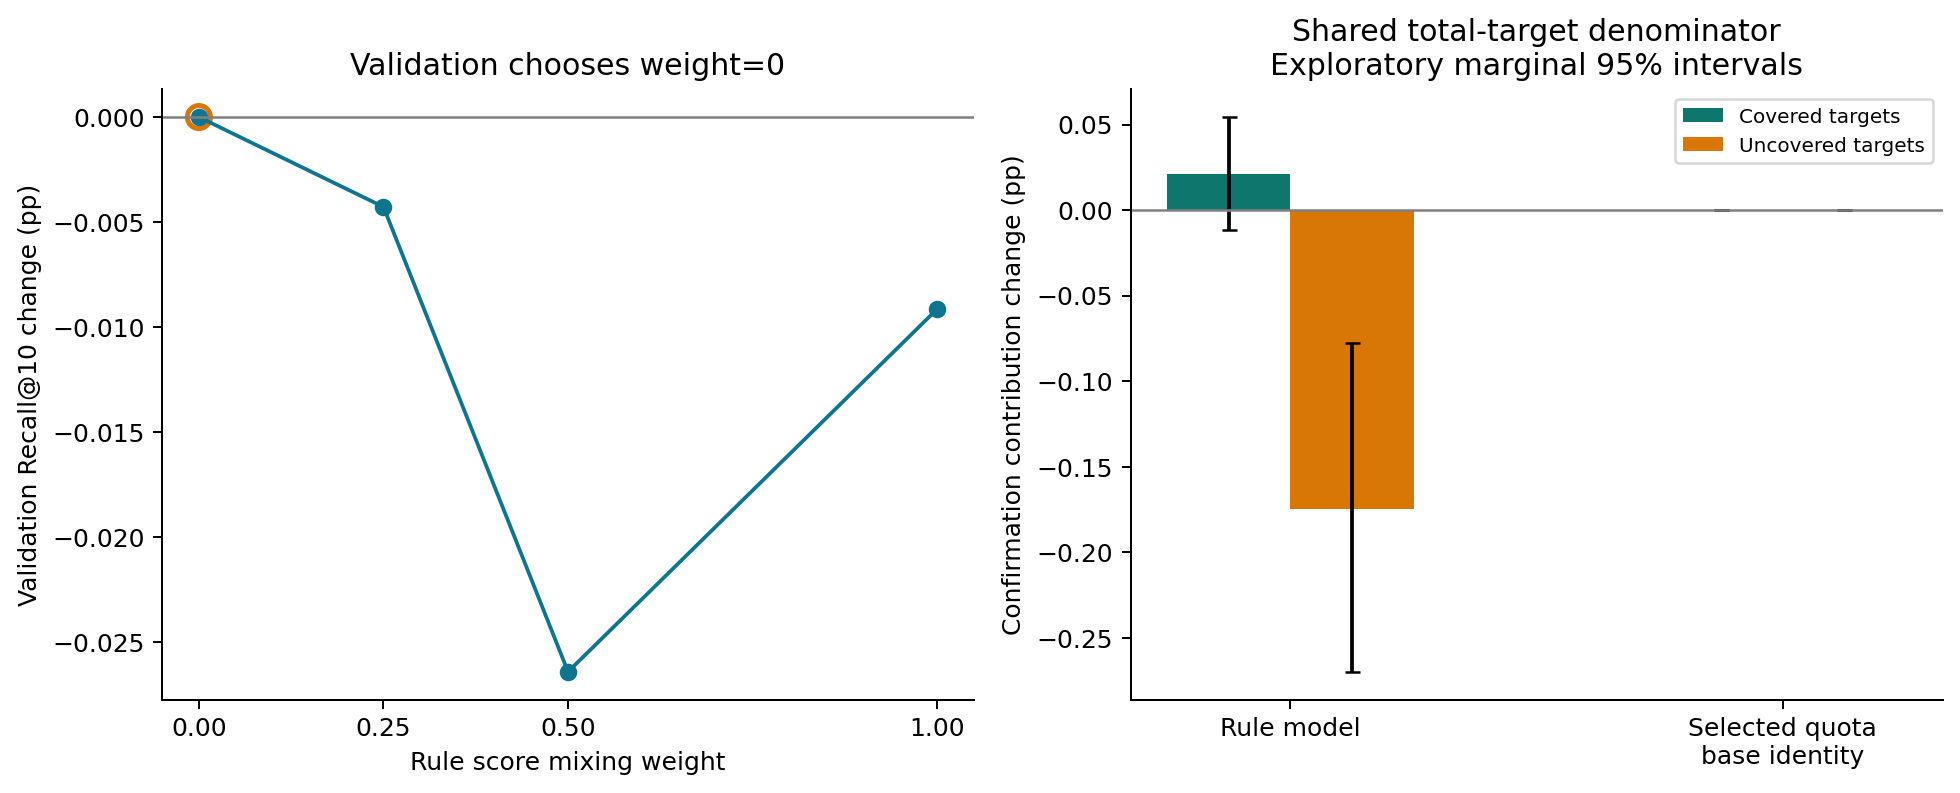 Validation chooses weight=0
Validation Recall@10 change (pp)
0.000
−0.005
−0.010
−0.015
−0.020
−0.025
0.00
0.25
0.50
1.00
Rule score mixing weight
Shared total-target denominator
Exploratory marginal 95% intervals
Confirmation contribution change (pp)
0.05
0.00
−0.05
−0.10
−0.15
−0.20
−0.25
Covered targets
Uncovered targets
Rule model
Selected quota
base identity